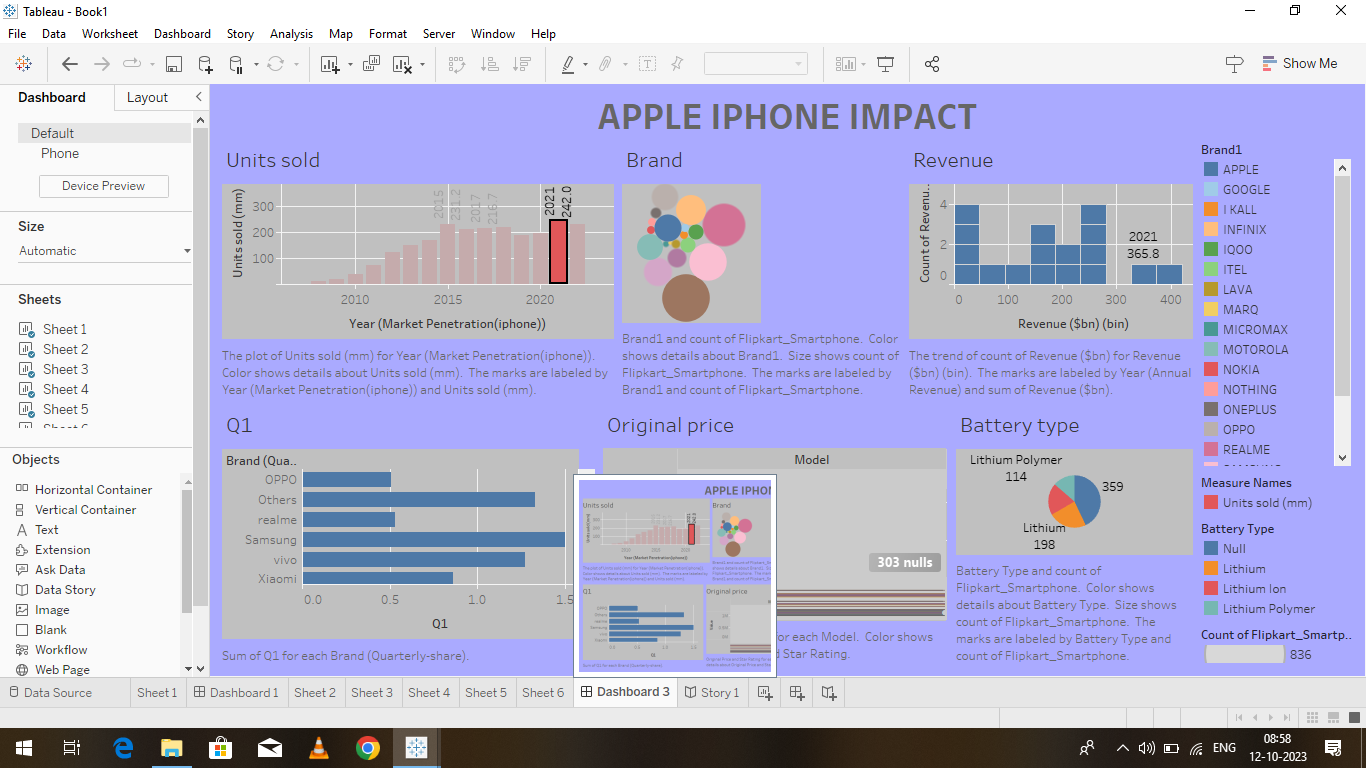 Tableau - Book1
File Data Worksheet Dashboard Story Analysis Map Format Server Window Help
Show Me
Dashboard Layout
Default
Phone
Device Preview
Size
Automatic
Sheets
Sheet 1
Sheet 2
Sheet 3
Sheet 4
Sheet 5
Objects
Horizontal Container
Vertical Container
Text
Extension
Ask Data
Data Story
Image
Blank
Workflow
Web Page
APPLE IPHONE IMPACT
Units sold
Units sold (mm)
300
200
100
2015
231.2
2017
216.7
2021
242.0
2010 2015 2020
Year (Market Penetration(iphone))
The plot of Units sold (mm) for Year (Market Penetration(iphone)).
Color shows details about Units sold (mm). The marks are labeled by
Year (Market Penetration(iphone)) and Units sold (mm).
Brand
Brand1 and count of Flipkart_Smartphone. Color
shows details about Brand1. Size shows count of
Flipkart_Smartphone. The marks are labeled by
Brand1 and count of Flipkart_Smartphone.
Revenue
Count of Revenu..
4
2
0
2021
365.8
0 100 200 300 400
Revenue ($bn) (bin)
The trend of count of Revenue ($bn) for Revenue
($bn) (bin). The marks are labeled by Year (Annual
Revenue) and sum of Revenue ($bn).
Q1
Brand (Qua..
OPPO
Others
realme
Samsung
vivo
Xiaomi
0.0 0.5 1.0 1.5
Q1
Sum of Q1 for each Brand (Quarterly-share).
Original price
Model
303 nulls
or each Model. Color shows
d Star Rating.
APPLE IPHON
Units sold
Brand
Year (Market Penetration(iphone))
Q1
Original price
Battery type
Lithium Polymer
114
359
Lithium
198
Battery Type and count of
Flipkart_Smartphone. Color shows
details about Battery Type. Size shows
count of Flipkart_Smartphone. The
marks are labeled by Battery Type and
count of Flipkart_Smartphone.
Brand1
APPLE
GOOGLE
I KALL
INFINIX
IQOO
ITEL
LAVA
MARQ
MICROMAX
MOTOROLA
NOKIA
NOTHING
ONEPLUS
OPPO
REALME
Measure Names
Units sold (mm)
Battery Type
Null
Lithium
Lithium Ion
Lithium Polymer
Count of Flipkart_Smartp..
836
Data Source Sheet 1 Dashboard 1 Sheet 2 Sheet 3 Sheet 4 Sheet 5 Sheet 6 Dashboard 3 Story 1
ENG
08:58
12-10-2023